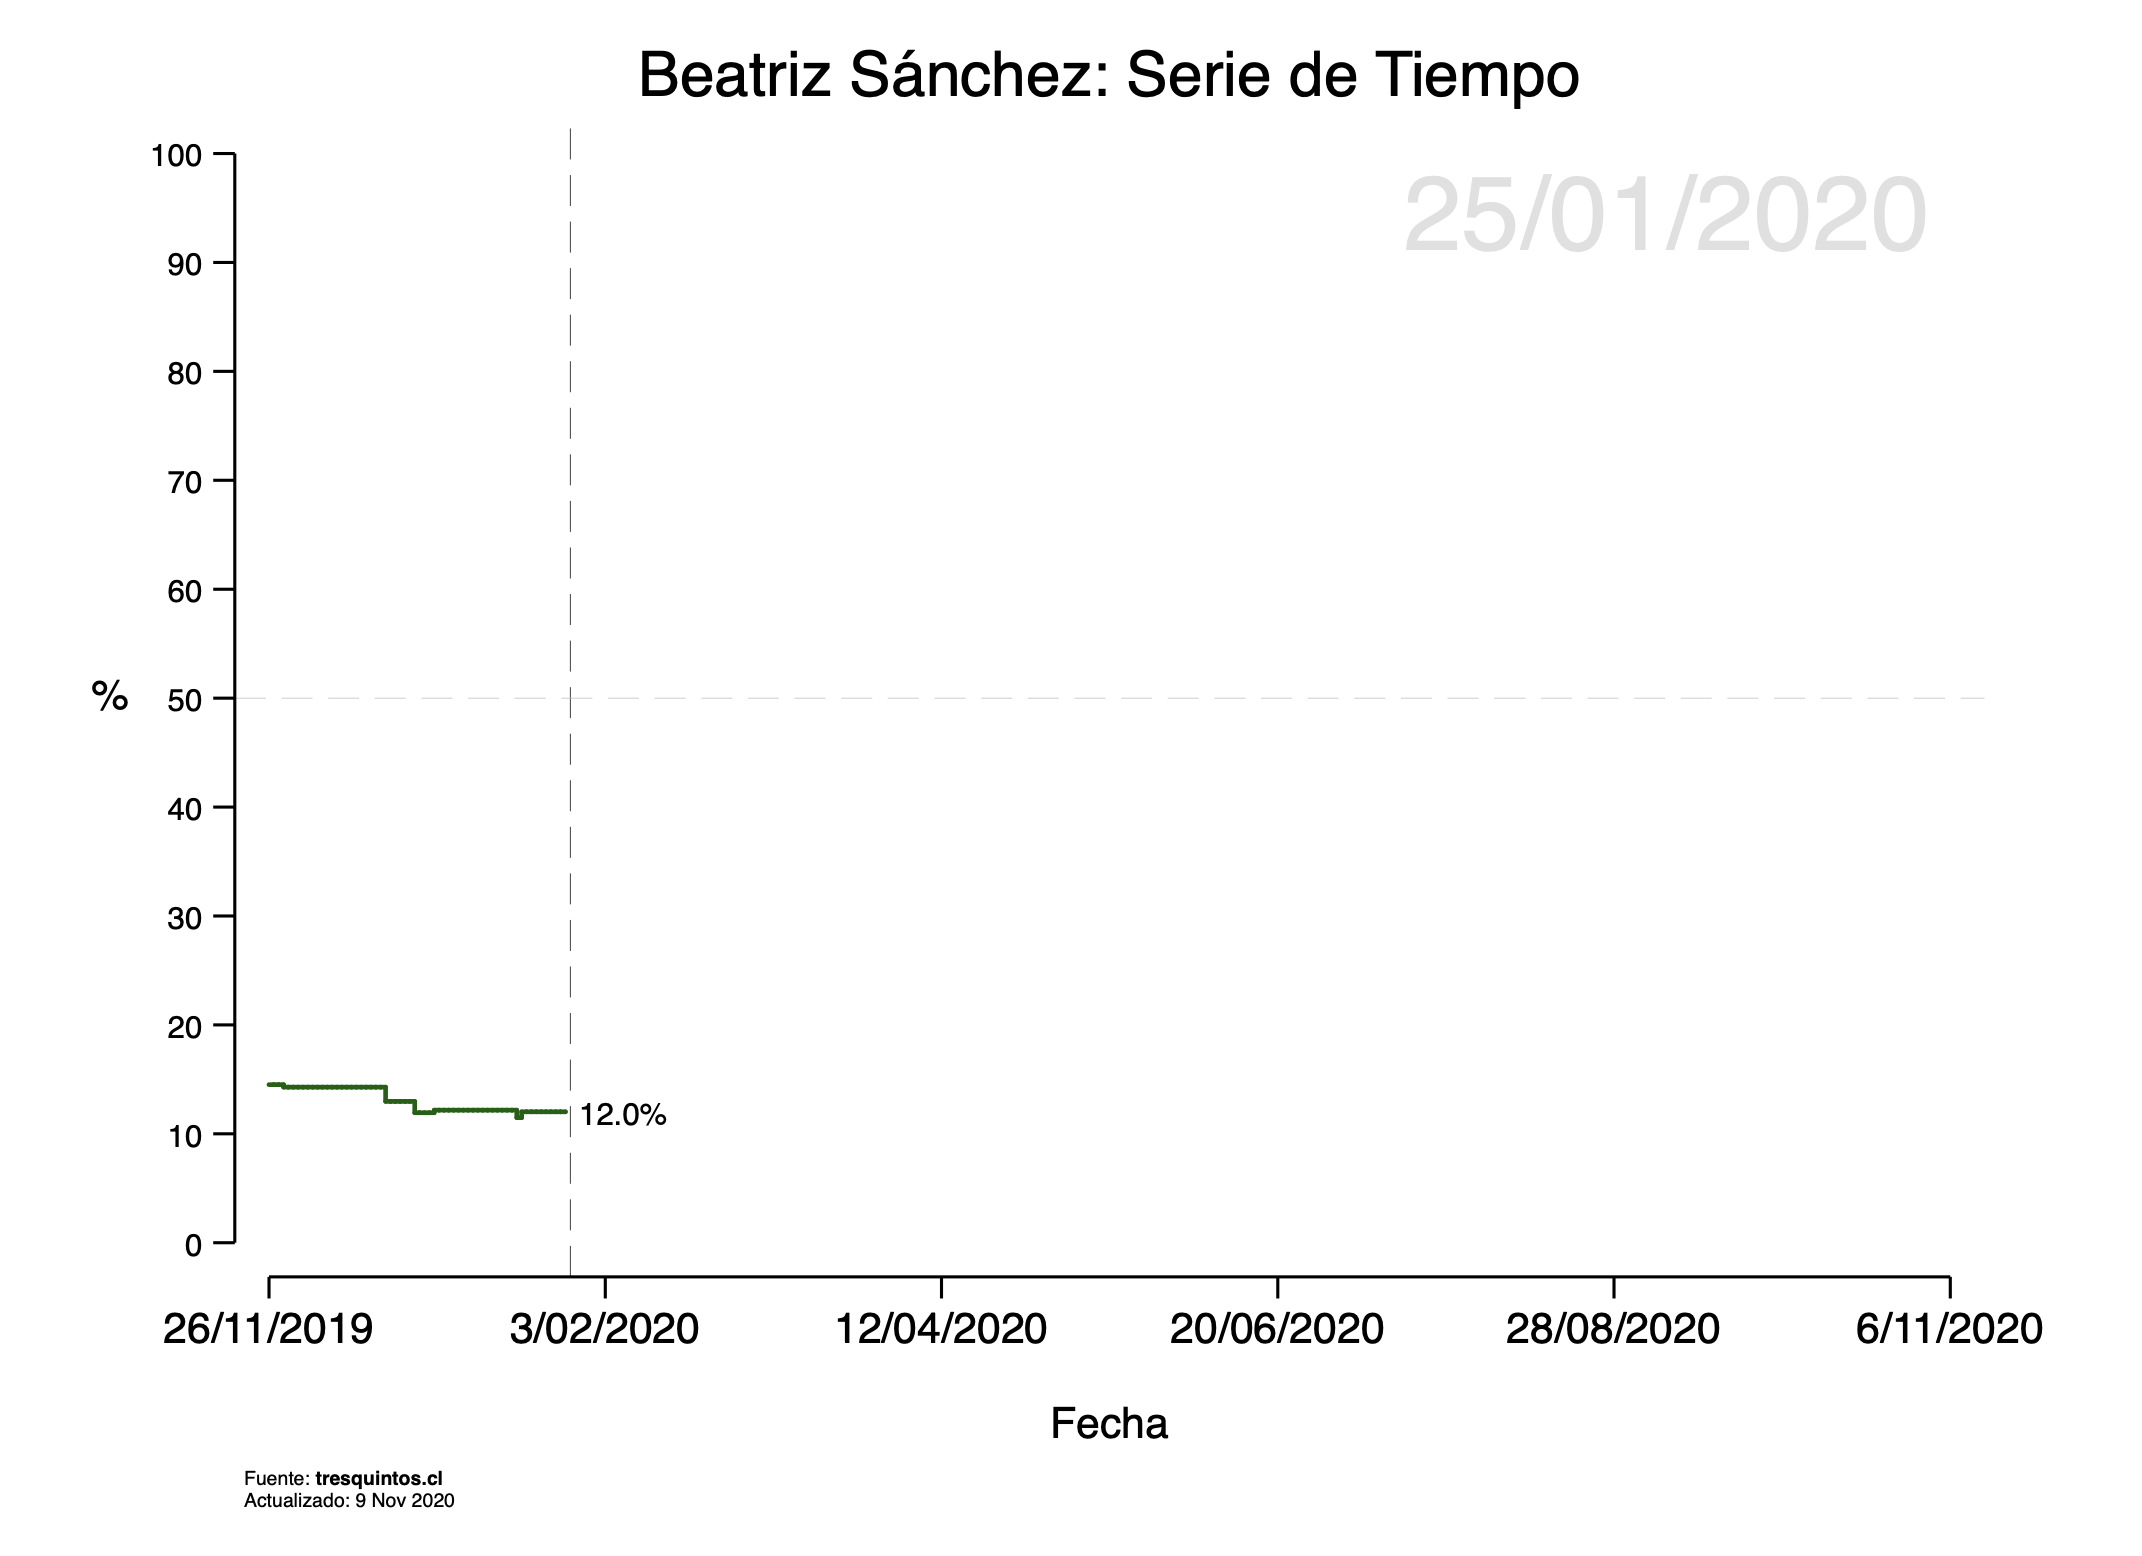 Beatriz Sánchez: Serie de Tiempo
25/01/2020
100
90
80
70
60
%
50
40
30
20
10
0
12.0%
26/11/2019 3/02/2020 12/04/2020 20/06/2020 28/08/2020 6/11/2020
Fecha
Fuente: tresquintos.cl
Actualizado: 9 Nov 2020